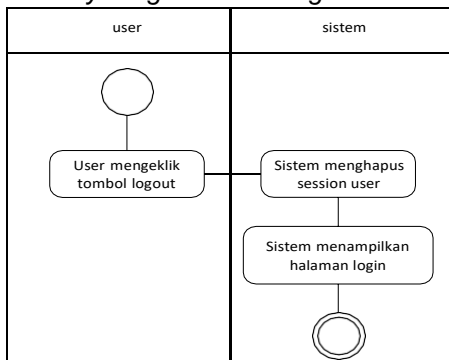 user
sistem
User mengeklik
tombol logout
Sistem menghapus
session user
Sistem menampilkan
halaman login